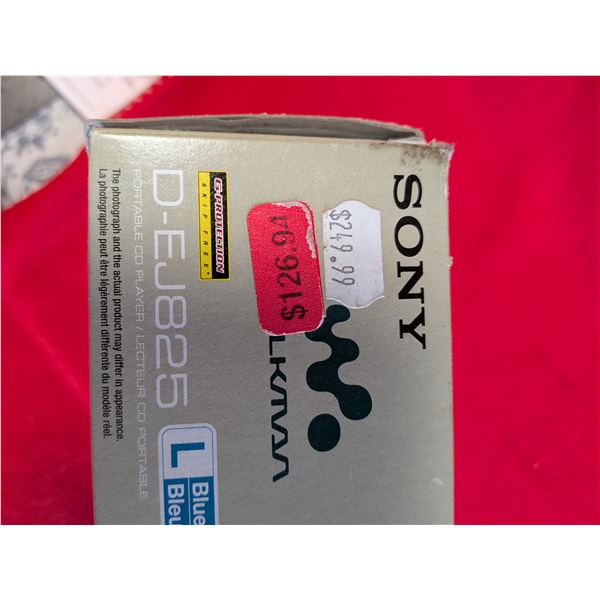 SONY
$249.99
$126.94
LKMAN
G-PROTECTION
SKIP FREE*
D-EJ825
PORTABLE CD PLAYER / LECTEUR CD PORTABLE
L
Blue
Bleu
The photograph and the actual product may differ in appearance.
La photographie peut être légèrement différente du modèle réel.